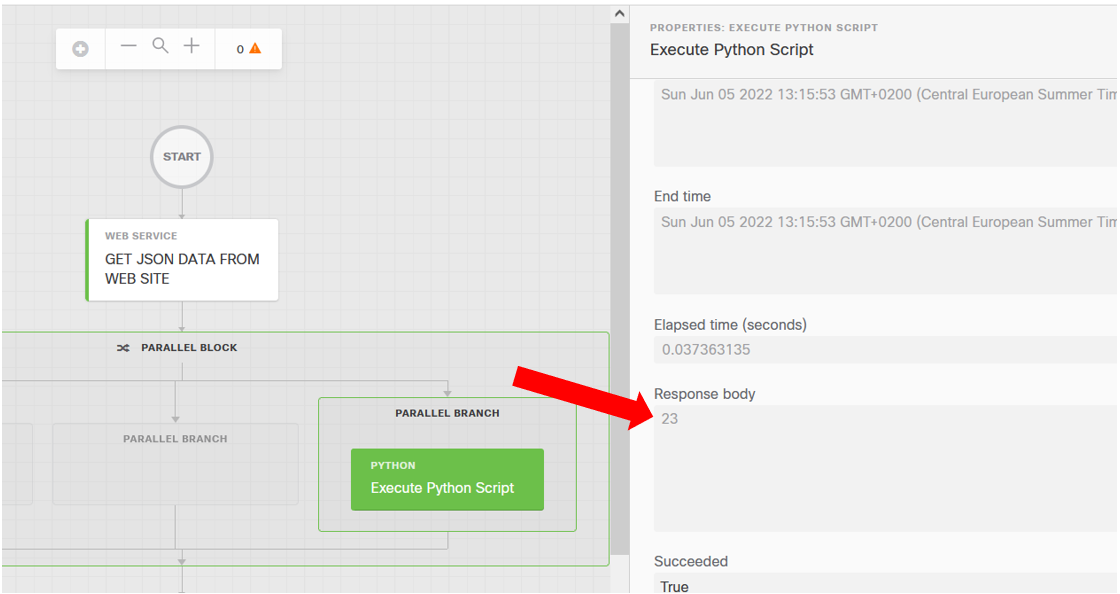 0
START
WEB SERVICE
GET JSON DATA FROM
WEB SITE
PARALLEL BLOCK
PARALLEL BRANCH
PARALLEL BRANCH
PYTHON
Execute Python Script
PROPERTIES: EXECUTE PYTHON SCRIPT
Execute Python Script
Sun Jun 05 2022 13:15:53 GMT+0200 (Central European Summer Tim
End time
Sun Jun 05 2022 13:15:53 GMT+0200 (Central European Summer Tim
Elapsed time (seconds)
0.037363135
Response body
23
Succeeded
True